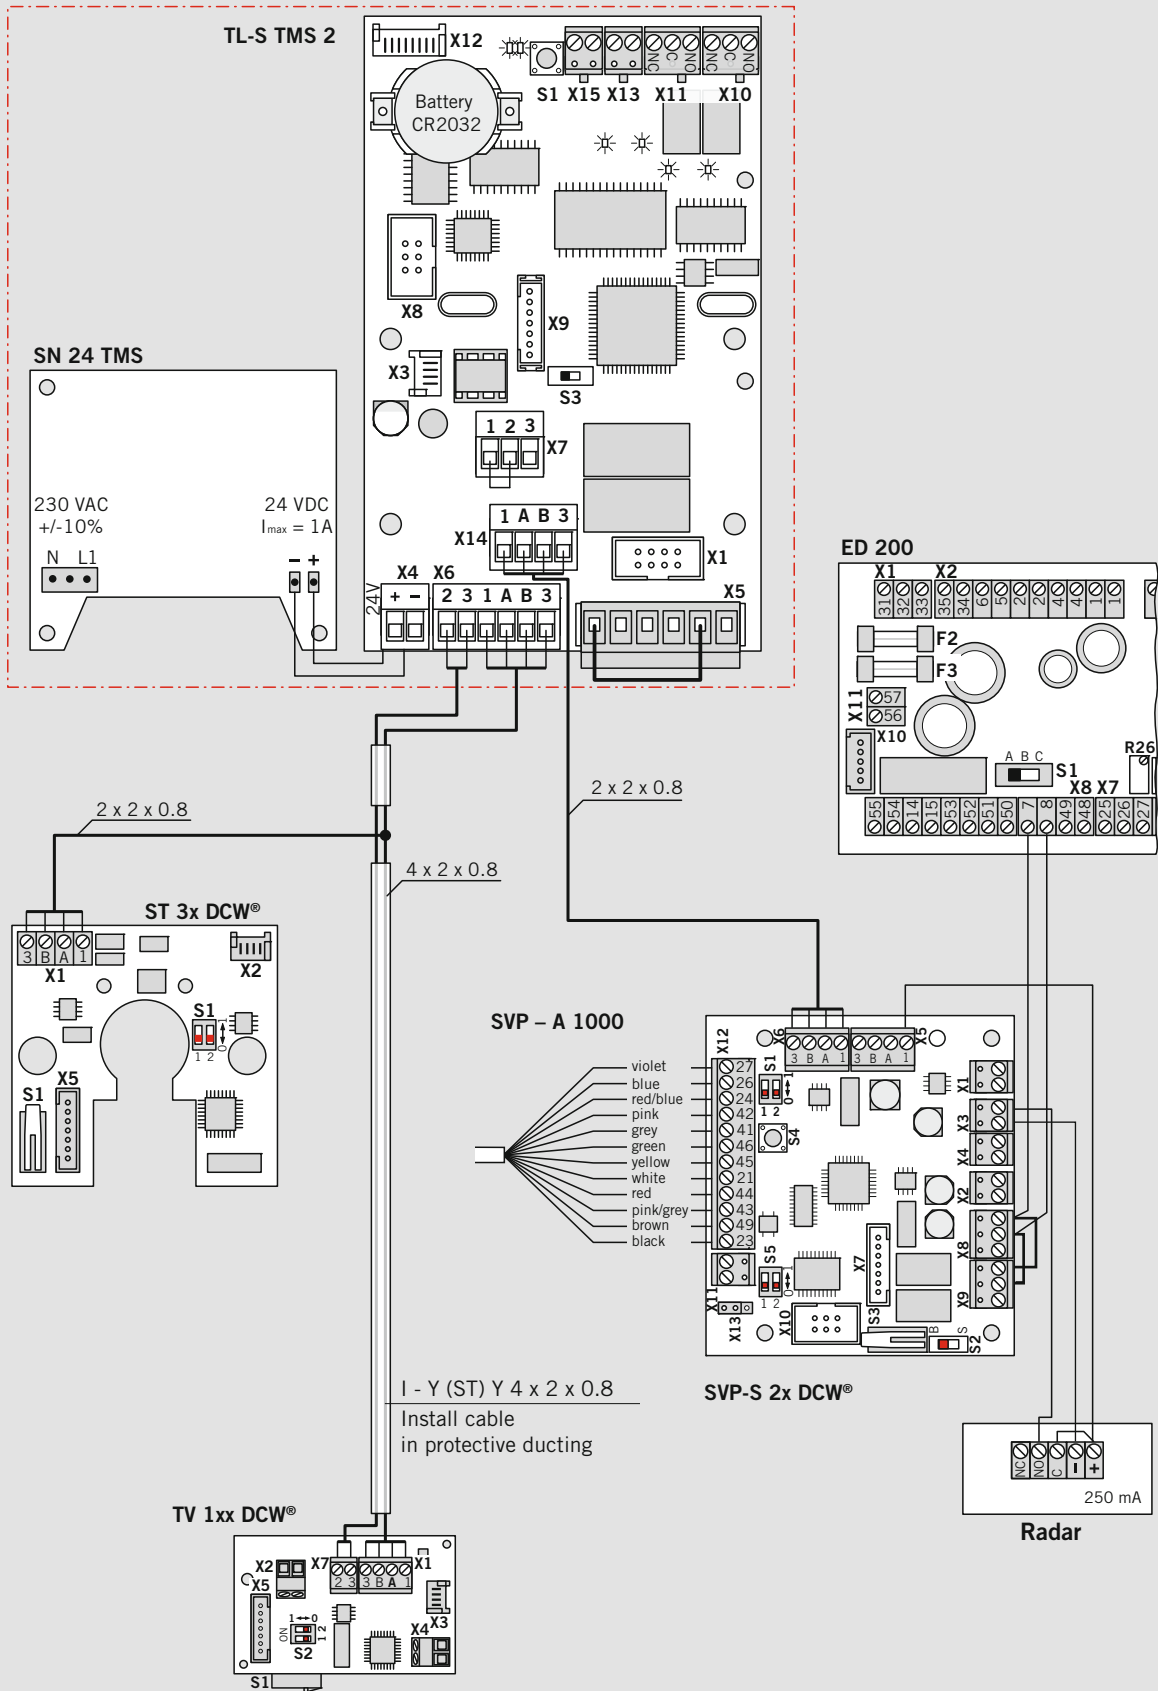 TL-S TMS 2
X12
Battery
CR2032
NC C NO NC C NO
S1 X15 X13 X11 X10
X8
X9
X3
S3
SN 24 TMS
1 2 3
X7
230 VAC
+/-10%
24 VDC
Imax = 1A
N L1
- +
1 A B 3
X14
X1
24V
X4 X6
+ - 2 3 1 A B 3
X5
ED 200
X1 X2
31 32 33 35 34 6 5 2 2 4 4 1 1
F2
F3
X11
57
56
X10
A B C
S1
R26
X8 X7
55 54 14 15 53 52 51 50 7 8 49 48 25 26 27
2 x 2 x 0.8
2 x 2 x 0.8
4 x 2 x 0.8
ST 3x DCW®
3 B A 1
X1
X2
S1
1
0
1 2
S1
X5
SVP – A 1000
X12
X6
3 B A 1
3 B A 1
X5
S1
1
0
1 2
S4
X1
X3
X4
X2
X8
X9
violet 27
blue 26
red/blue 24
pink 42
grey 41
green 46
yellow 45
white 21
red 44
pink/grey 43
brown 49
black 23
X11
S5
1
0
1 2
X13
X10
X7
S3
B S
S2
SVP-S 2x DCW®
I - Y (ST) Y 4 x 2 x 0.8
Install cable
in protective ducting
NC NO C - +
250 mA
Radar
TV 1xx DCW®
X2 X7 X1
2 3 3 B A 1
X5
X3
1 0
ON
1 2
S2
X4
S1